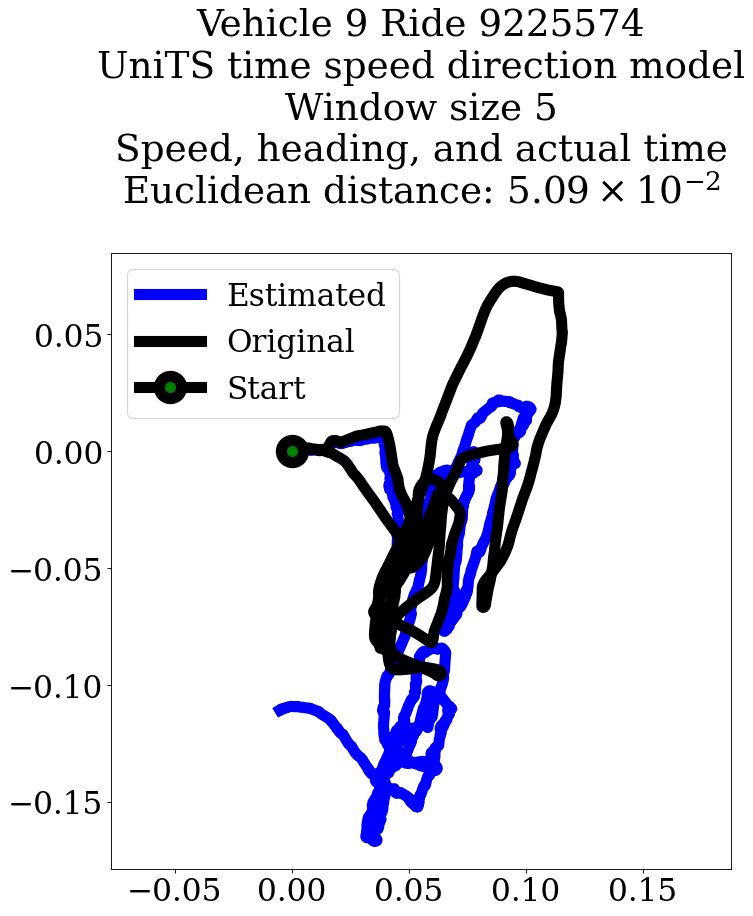 Vehicle 9 Ride 9225574
UniTS time speed direction model
Window size 5
Speed, heading, and actual time
Euclidean distance: 5.09 × 10⁻²
Estimated
Original
Start
0.05
0.00
−0.05
−0.10
−0.15
−0.05 0.00 0.05 0.10 0.15